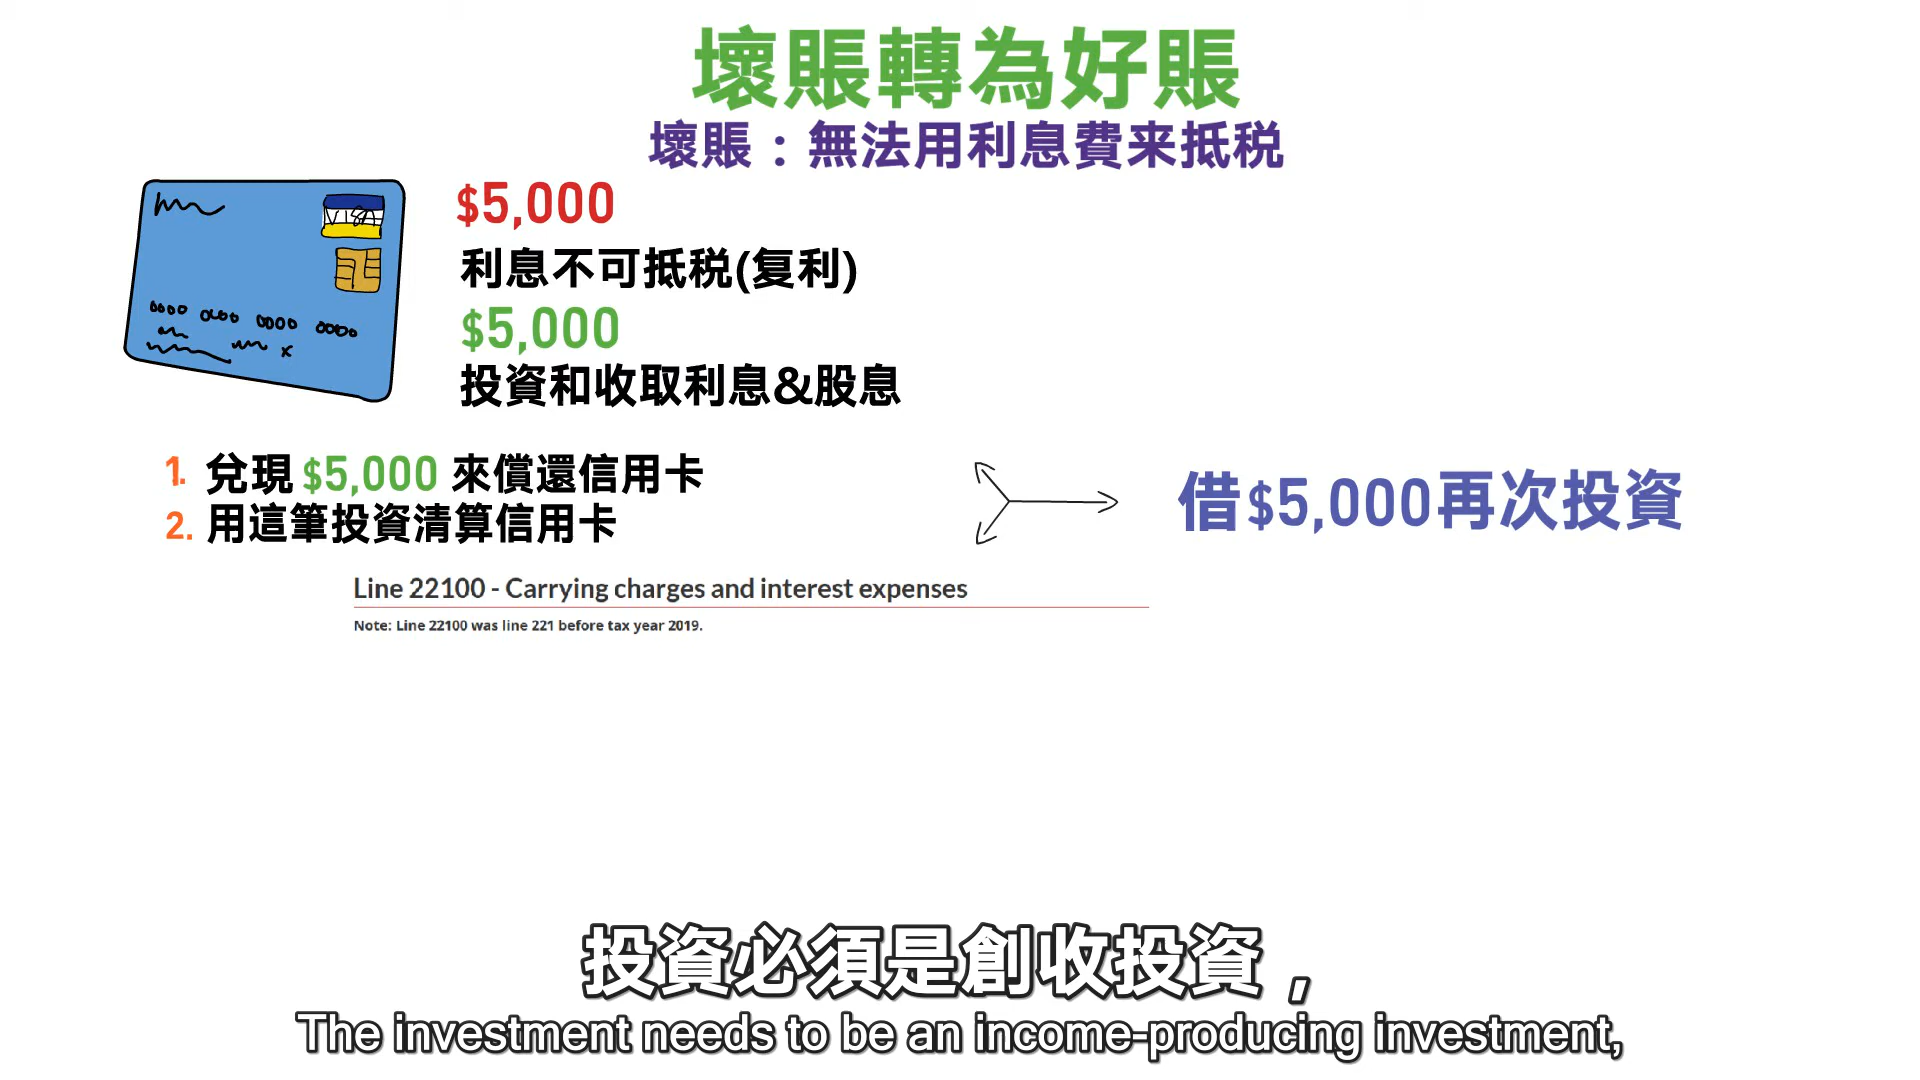 壞賬轉為好賬
壞賬：無法用利息費来抵税
VISA
$5,000
利息不可抵税(复利)
$5,000
投資和收取利息&股息
1. 兌現 $5,000 來償還信用卡
2. 用這筆投資清算信用卡
借$5,000再次投資
Line 22100 - Carrying charges and interest expenses
Note: Line 22100 was line 221 before tax year 2019.
投資必須是創收投資，
The investment needs to be an income-producing investment,